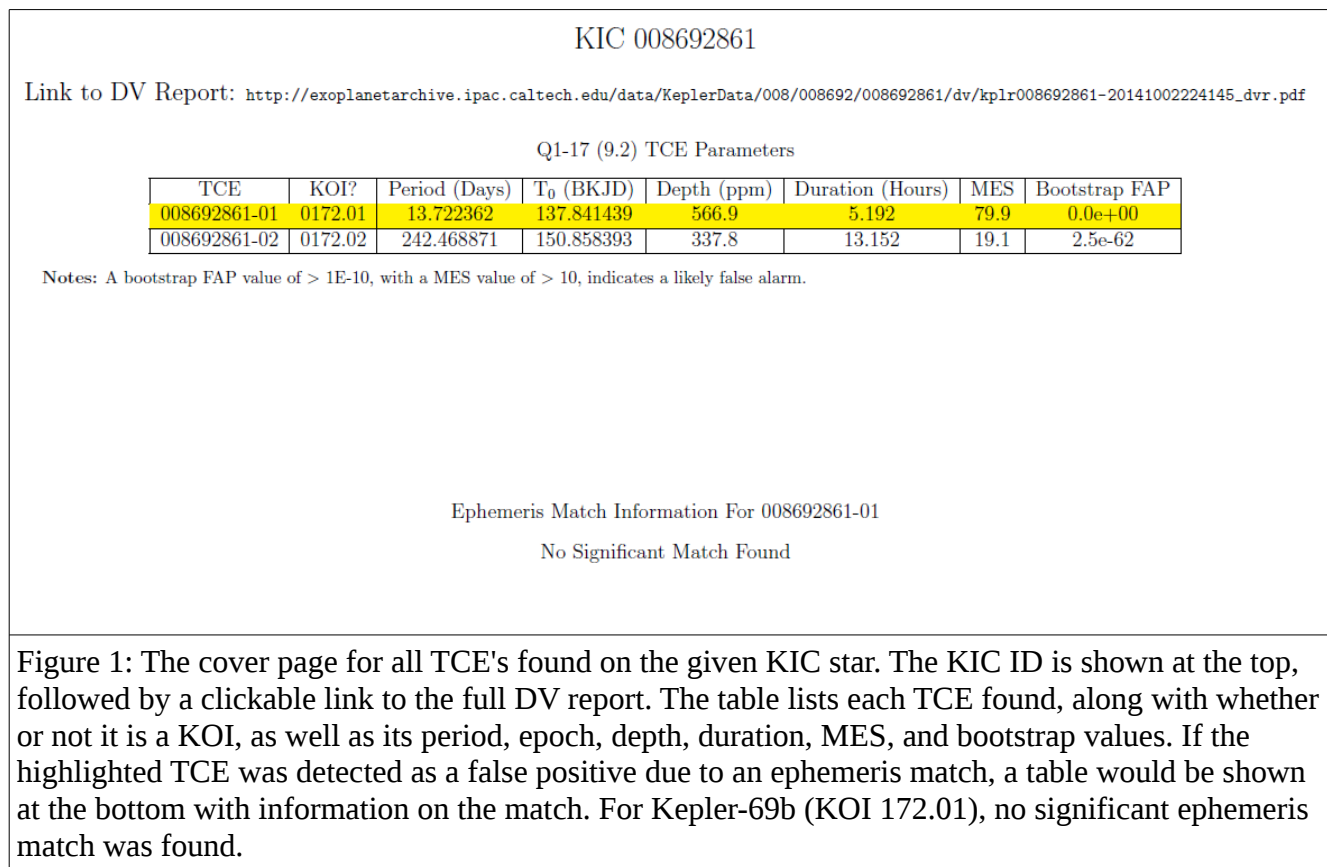 KIC 008692861
Link to DV Report: http://exoplanetarchive.ipac.caltech.edu/data/KeplerData/008/008692/008692861/dv/kplr008692861-20141002224145_dvr.pdf
Q1-17 (9.2) TCE Parameters
TCE KOI? Period (Days) T0 (BKJD) Depth (ppm) Duration (Hours) MES Bootstrap FAP
008692861-01 0172.01 13.722362 137.841439 566.9 5.192 79.9 0.0e+00
008692861-02 0172.02 242.468871 150.858393 337.8 13.152 19.1 2.5e-62
Notes: A bootstrap FAP value of > 1E-10, with a MES value of > 10, indicates a likely false alarm.
Ephemeris Match Information For 008692861-01
No Significant Match Found
Figure 1: The cover page for all TCE's found on the given KIC star. The KIC ID is shown at the top,
followed by a clickable link to the full DV report. The table lists each TCE found, along with whether
or not it is a KOI, as well as its period, epoch, depth, duration, MES, and bootstrap values. If the
highlighted TCE was detected as a false positive due to an ephemeris match, a table would be shown
at the bottom with information on the match. For Kepler-69b (KOI 172.01), no significant ephemeris
match was found.